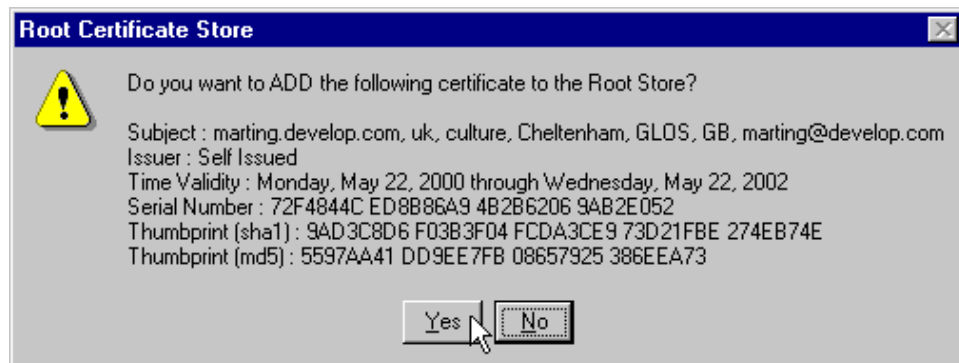 Root Certificate Store
Do you want to ADD the following certificate to the Root Store?
Subject : marting.develop.com, uk, culture, Cheltenham, GLOS, GB, marting@develop.com
Issuer : Self Issued
Time Validity : Monday, May 22, 2000 through Wednesday, May 22, 2002
Serial Number : 72F4844C ED8B86A9 4B2B6206 9AB2E052
Thumbprint (sha1) : 9AD3C8D6 F03B3F04 FCDA3CE9 73D21FBE 274EB74E
Thumbprint (md5) : 5597AA41 DD9EE7FB 08657925 386EEA73
Yes No